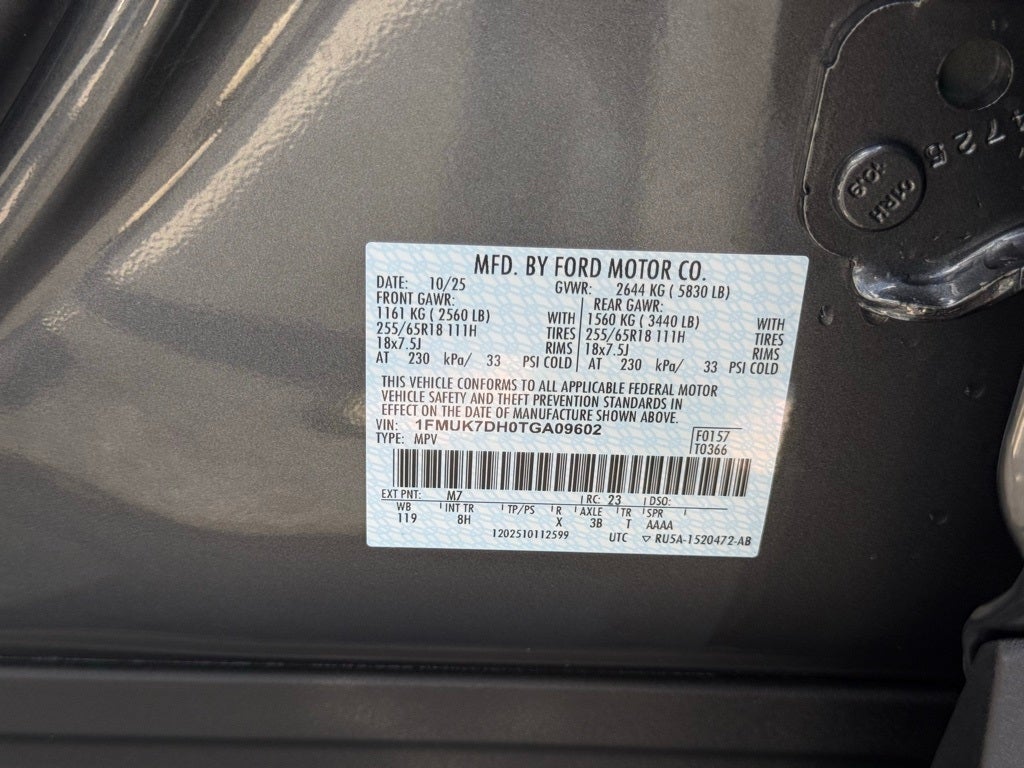 MFD. BY FORD MOTOR CO.
DATE: 10/25 GVWR: 2644 KG ( 5830 LB)
FRONT GAWR: REAR GAWR:
1161 KG ( 2560 LB) WITH 1560 KG ( 3440 LB) WITH
255/65R18 111H TIRES 255/65R18 111H TIRES
18x7.5J RIMS 18x7.5J RIMS
AT 230 kPa/ 33 PSI COLD AT 230 kPa/ 33 PSI COLD
THIS VEHICLE CONFORMS TO ALL APPLICABLE FEDERAL MOTOR
VEHICLE SAFETY AND THEFT PREVENTION STANDARDS IN
EFFECT ON THE DATE OF MANUFACTURE SHOWN ABOVE.
VIN: 1FMUK7DH0TGA09602
TYPE: MPV
F0157
T0366
EXT PNT: M7 RC: 23 DSO:
WB INT TR TP/PS R AXLE TR SPR
119 8H X 3B T AAAA
1202510112599 UTC ▽ RU5A-1520472-AB
4725
01RH
10.9